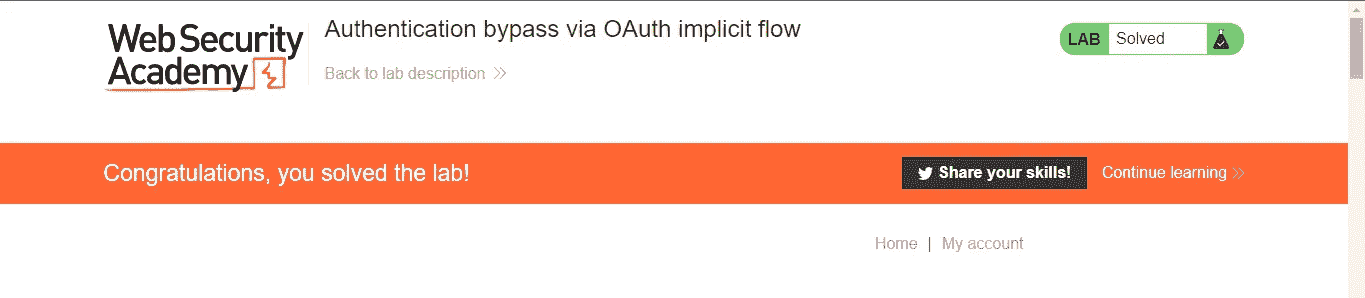 Web Security
Academy
Authentication bypass via OAuth implicit flow
Back to lab description
LAB Solved
Congratulations, you solved the lab!
Share your skills! Continue learning
Home | My account